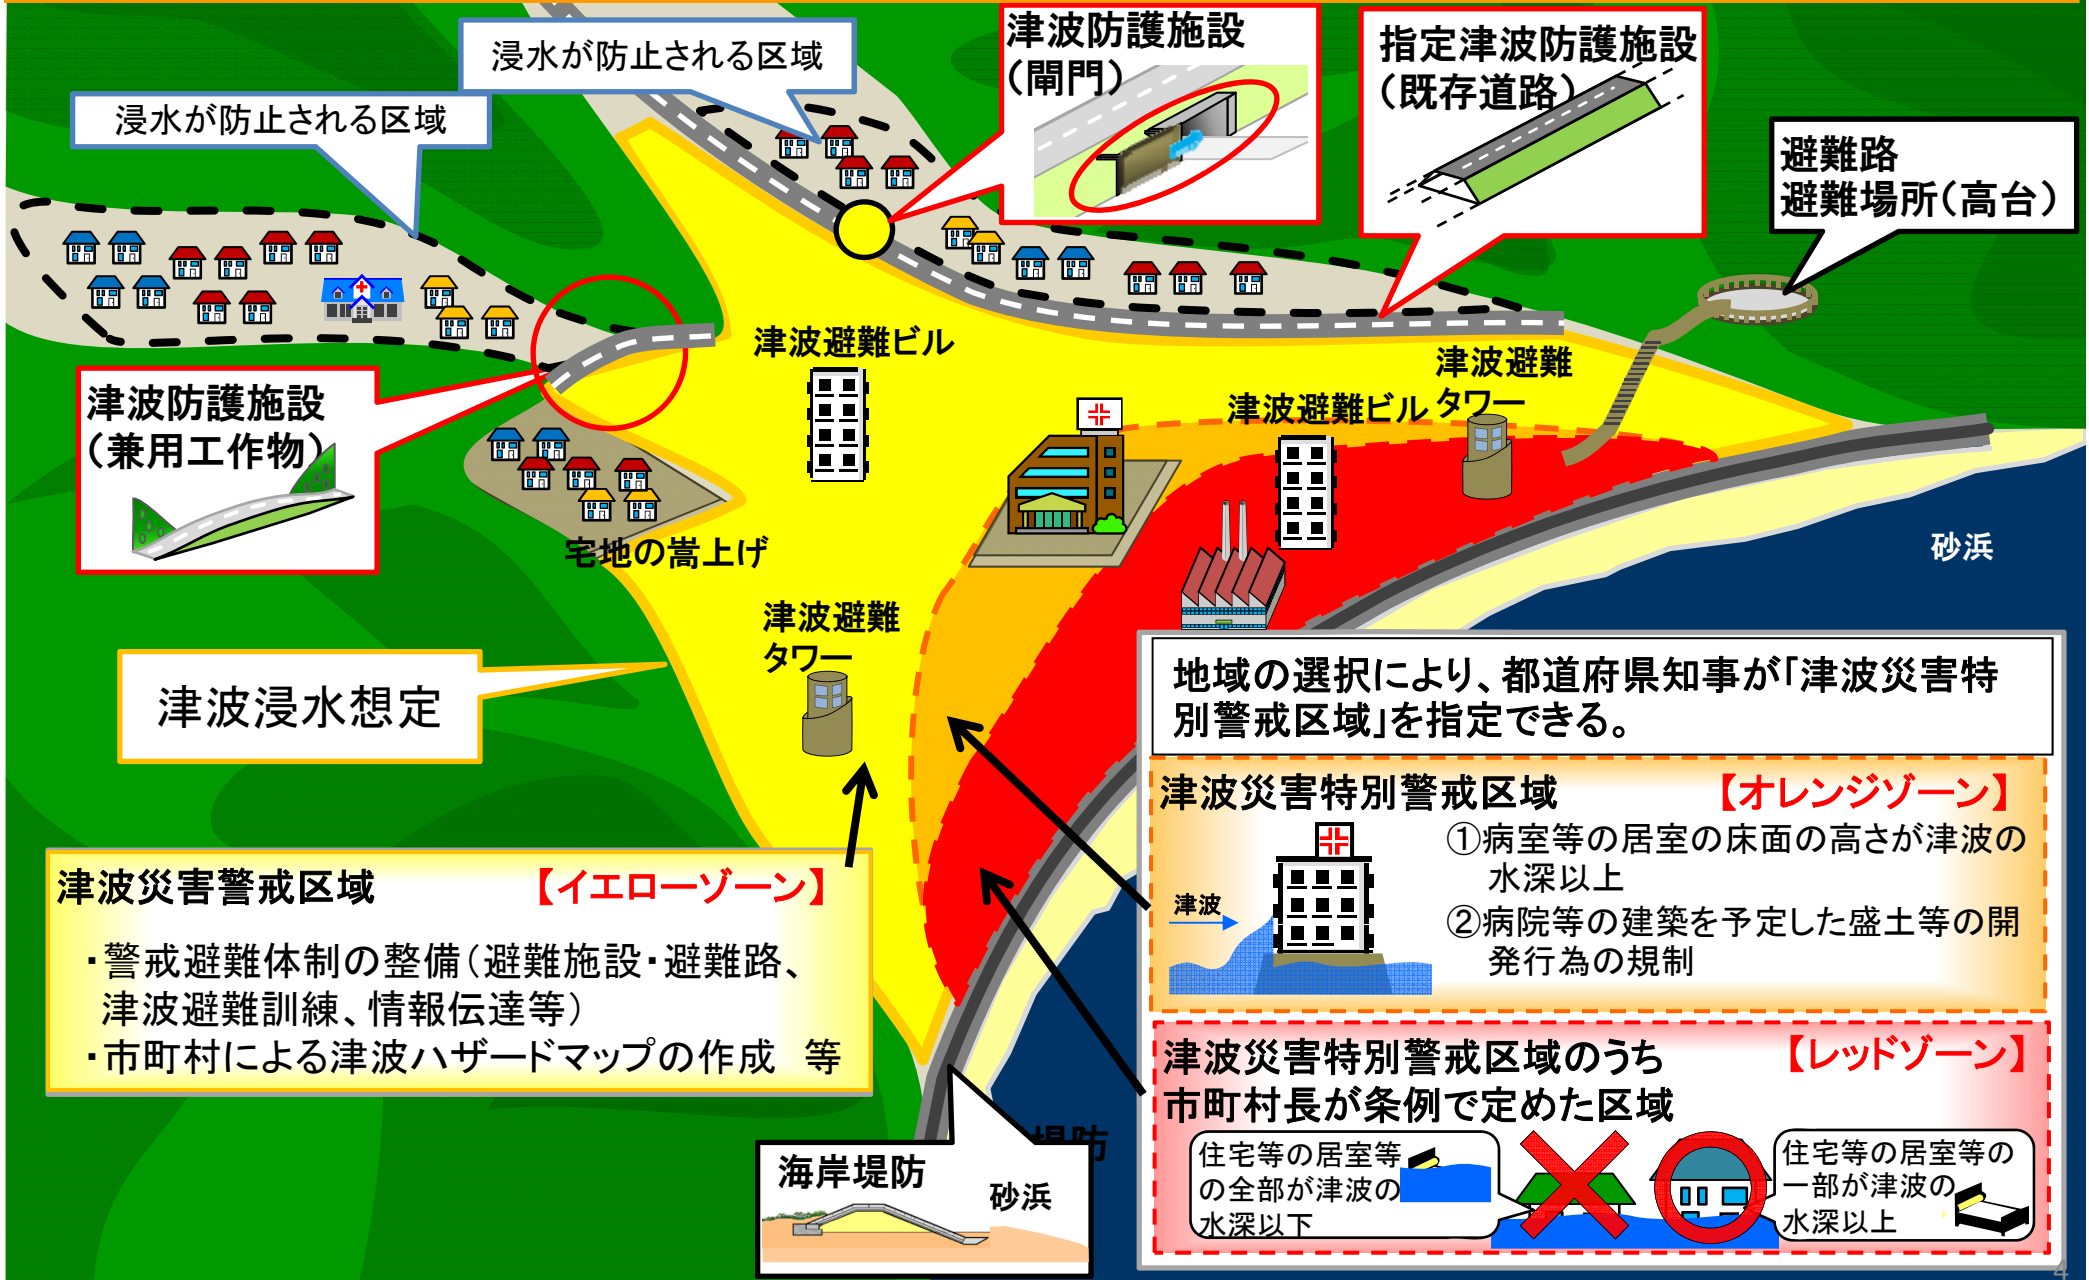 浸水が防止される区域
浸水が防止される区域
津波防護施設
(閘門)
指定津波防護施設
(既存道路)
避難路
避難場所(高台)
津波避難ビル
津波避難
タワー
津波避難ビル
津波防護施設
(兼用工作物)
宅地の嵩上げ
砂浜
津波避難
タワー
津波浸水想定
地域の選択により、都道府県知事が「津波災害特
別警戒区域」を指定できる。
津波災害特別警戒区域 【オレンジゾーン】
①病室等の居室の床面の高さが津波の
水深以上
②病院等の建築を予定した盛土等の開
発行為の規制
津波
津波災害警戒区域 【イエローゾーン】
・警戒避難体制の整備(避難施設・避難路、
津波避難訓練、情報伝達等)
・市町村による津波ハザードマップの作成 等
津波災害特別警戒区域のうち 【レッドゾーン】
市町村長が条例で定めた区域
住宅等の居室等
の全部が津波の
水深以下
住宅等の居室等の
一部が津波の
水深以上
堤防
海岸堤防
砂浜
4